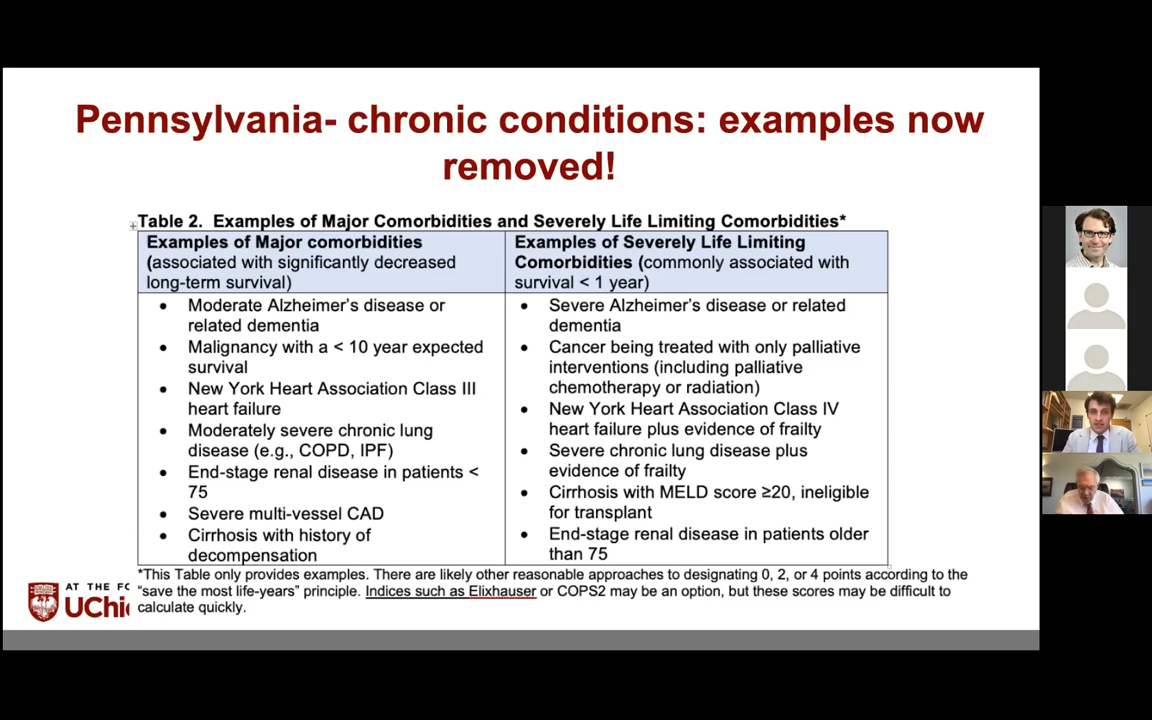 Pennsylvania- chronic conditions: examples now
removed!
Table 2. Examples of Major Comorbidities and Severely Life Limiting Comorbidities*
Examples of Major comorbidities
(associated with significantly decreased
long-term survival)
Examples of Severely Life Limiting
Comorbidities (commonly associated with
survival < 1 year)
• Moderate Alzheimer's disease or
related dementia
• Malignancy with a < 10 year expected
survival
• New York Heart Association Class III
heart failure
• Moderately severe chronic lung
disease (e.g., COPD, IPF)
• End-stage renal disease in patients <
75
• Severe multi-vessel CAD
• Cirrhosis with history of
decompensation
• Severe Alzheimer's disease or related
dementia
• Cancer being treated with only palliative
interventions (including palliative
chemotherapy or radiation)
• New York Heart Association Class IV
heart failure plus evidence of frailty
• Severe chronic lung disease plus
evidence of frailty
• Cirrhosis with MELD score ≥20, ineligible
for transplant
• End-stage renal disease in patients older
than 75
*This Table only provides examples. There are likely other reasonable approaches to designating 0, 2, or 4 points according to the
"save the most life-years" principle. Indices such as Elixhauser or COPS2 may be an option, but these scores may be difficult to
calculate quickly.
AT THE FO
UChi